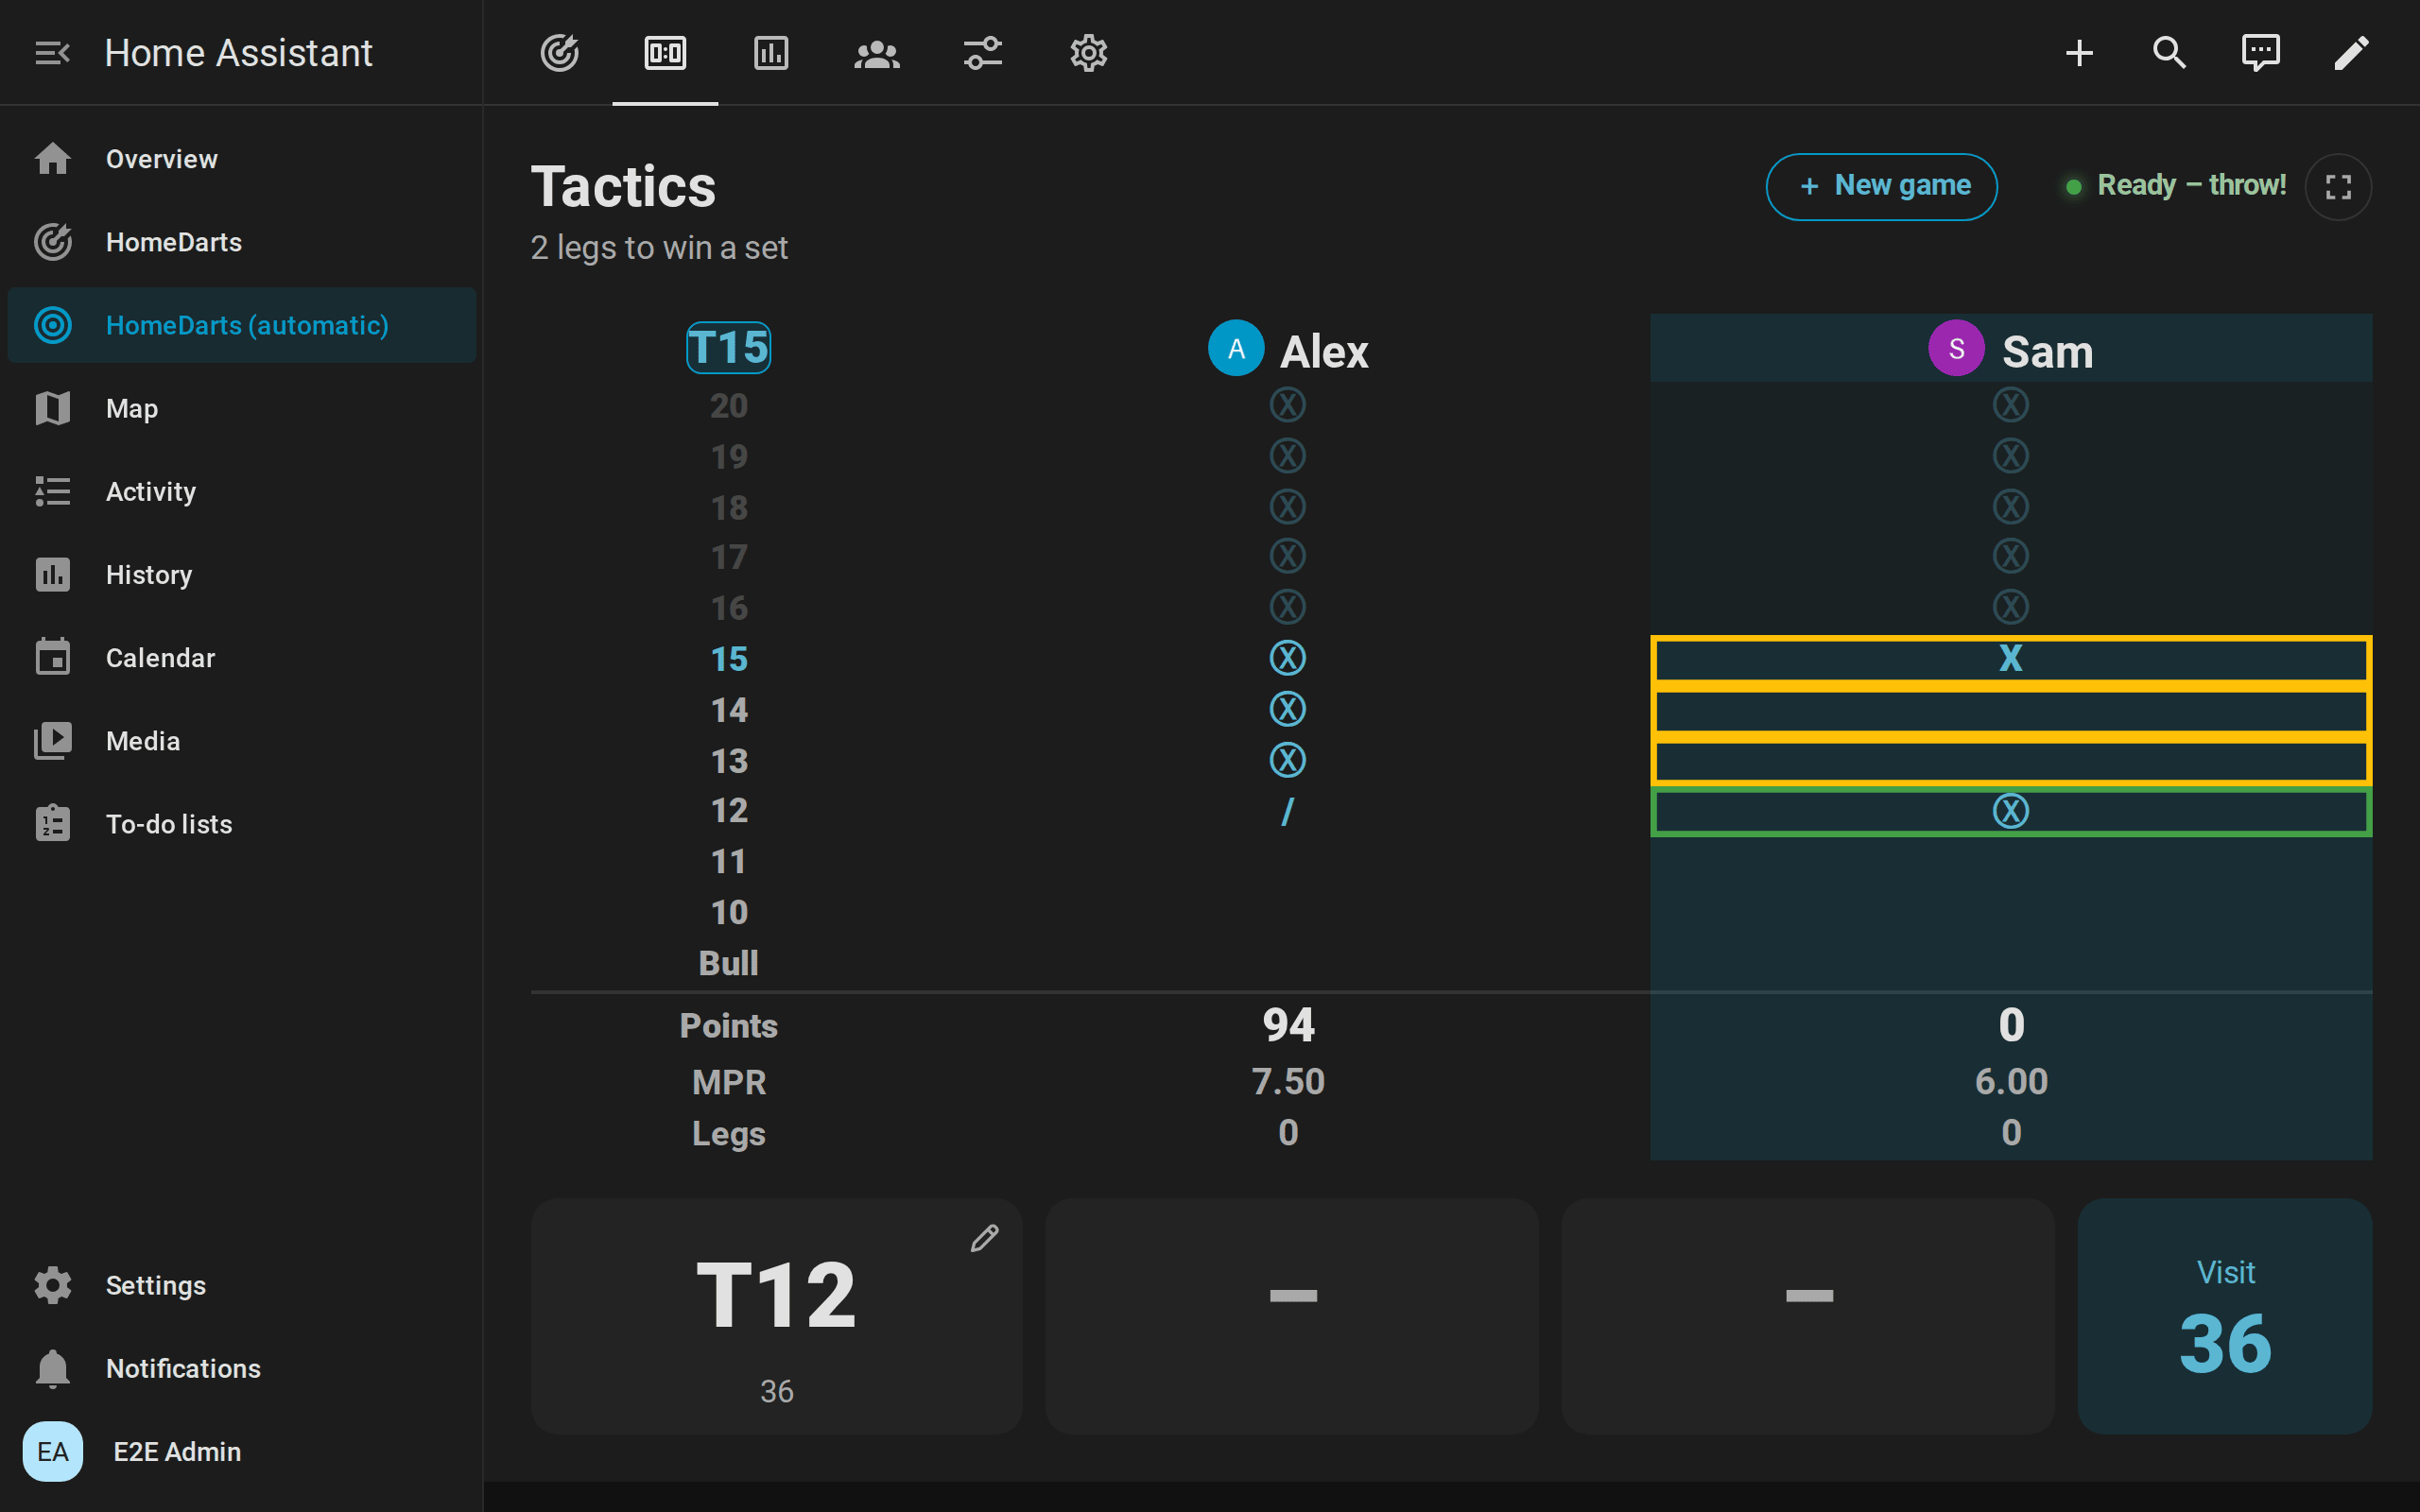 Home Assistant
Overview
HomeDarts
HomeDarts (automatic)
Map
Activity
History
Calendar
Media
To-do lists
Settings
Notifications
EA E2E Admin
Tactics
2 legs to win a set
+ New game
Ready – throw!
T15 A Alex S Sam
20 X X
19 X X
18 X X
17 X X
16 X X
15 X X
14 X
13 X
12 / X
11
10
Bull
Points 94 0
MPR 7.50 6.00
Legs 0 0
T12
36
–
–
Visit
36